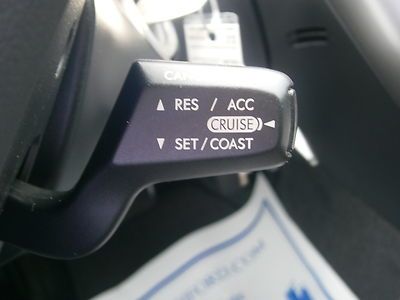 ▲ RES / ACC
CRUISE
▼ SET/COAST